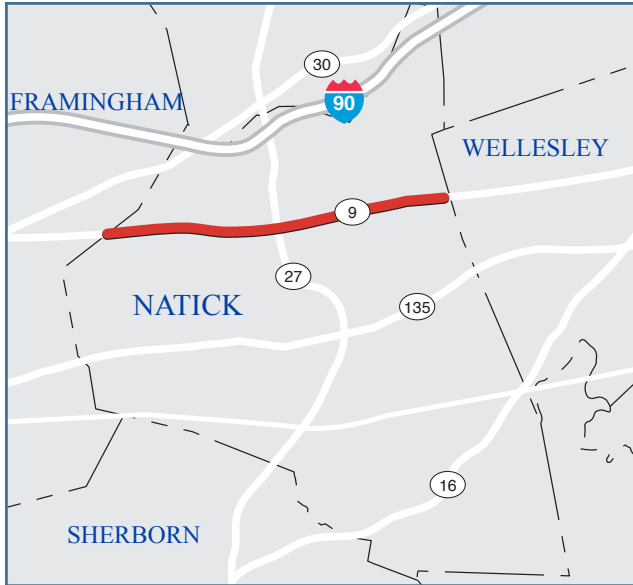 30
FRAMINGHAM
90
WELLESLEY
9
27
NATICK
135
16
SHERBORN